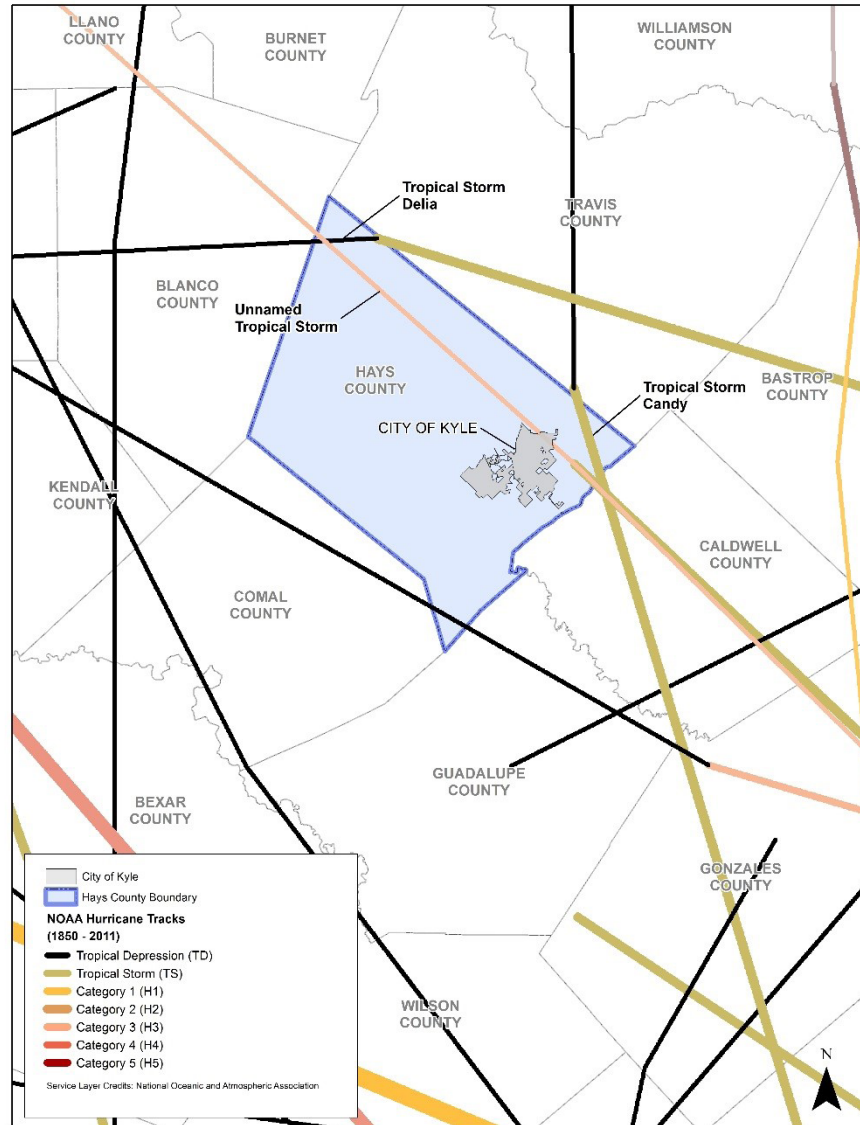 LLANO
COUNTY
BURNET
COUNTY
WILLIAMSON
COUNTY
Tropical Storm
Delia
TRAVIS
COUNTY
BLANCO
COUNTY
Unnamed
Tropical Storm
HAYS
COUNTY
Tropical Storm
Candy
BASTROP
COUNTY
CITY OF KYLE
KENDALL
COUNTY
CALDWELL
COUNTY
COMAL
COUNTY
GUADALUPE
COUNTY
BEXAR
COUNTY
GONZALES
COUNTY
WILSON
COUNTY
City of Kyle
Hays County Boundary
NOAA Hurricane Tracks
(1850 - 2011)
Tropical Depression (TD)
Tropical Storm (TS)
Category 1 (H1)
Category 2 (H2)
Category 3 (H3)
Category 4 (H4)
Category 5 (H5)
Service Layer Credits: National Oceanic and Atmospheric Association
N